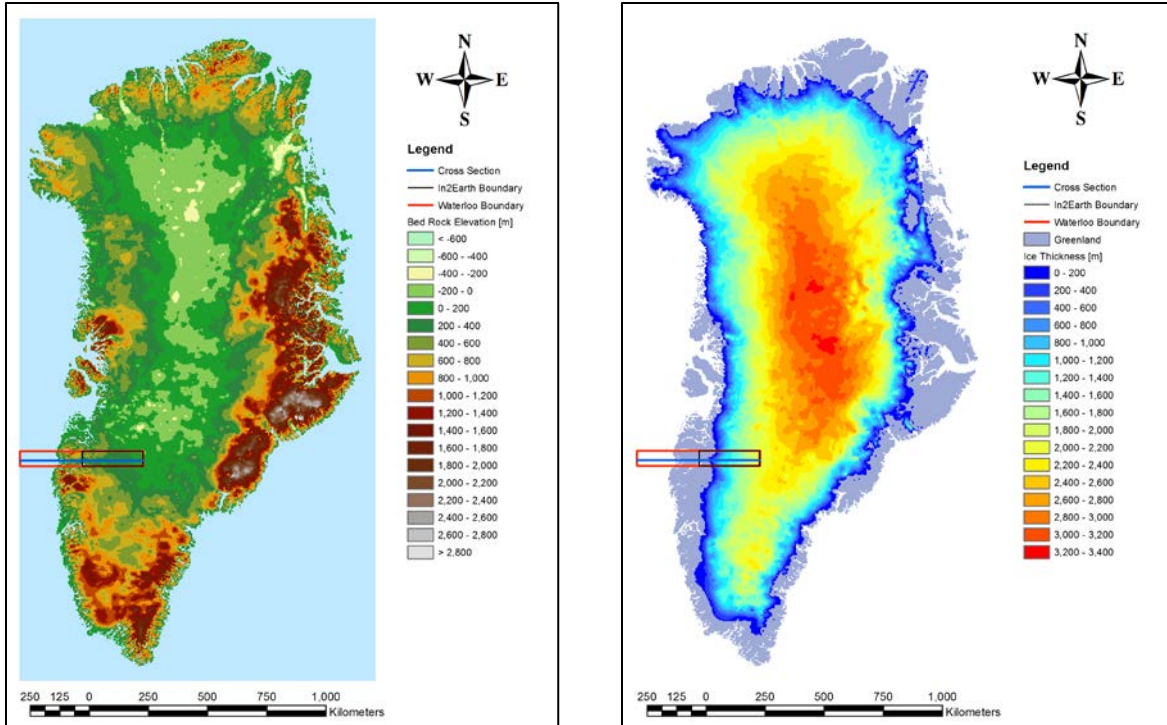 N
W E
S
Legend
Cross Section
In2Earth Boundary
Waterloo Boundary
Bed Rock Elevation [m]
< -600
-600 - -400
-400 - -200
-200 - 0
0 - 200
200 - 400
400 - 600
600 - 800
800 - 1,000
1,000 - 1,200
1,200 - 1,400
1,400 - 1,600
1,600 - 1,800
1,800 - 2,000
2,000 - 2,200
2,200 - 2,400
2,400 - 2,600
2,600 - 2,800
> 2,800
250 125 0 250 500 750 1,000
Kilometers
N
W E
S
Legend
Cross Section
In2Earth Boundary
Waterloo Boundary
Greenland
Ice Thickness [m]
0 - 200
200 - 400
400 - 600
600 - 800
800 - 1,000
1,000 - 1,200
1,200 - 1,400
1,400 - 1,600
1,600 - 1,800
1,800 - 2,000
2,000 - 2,200
2,200 - 2,400
2,400 - 2,600
2,600 - 2,800
2,800 - 3,000
3,000 - 3,200
3,200 - 3,400
250 125 0 250 500 750 1,000
Kilometers